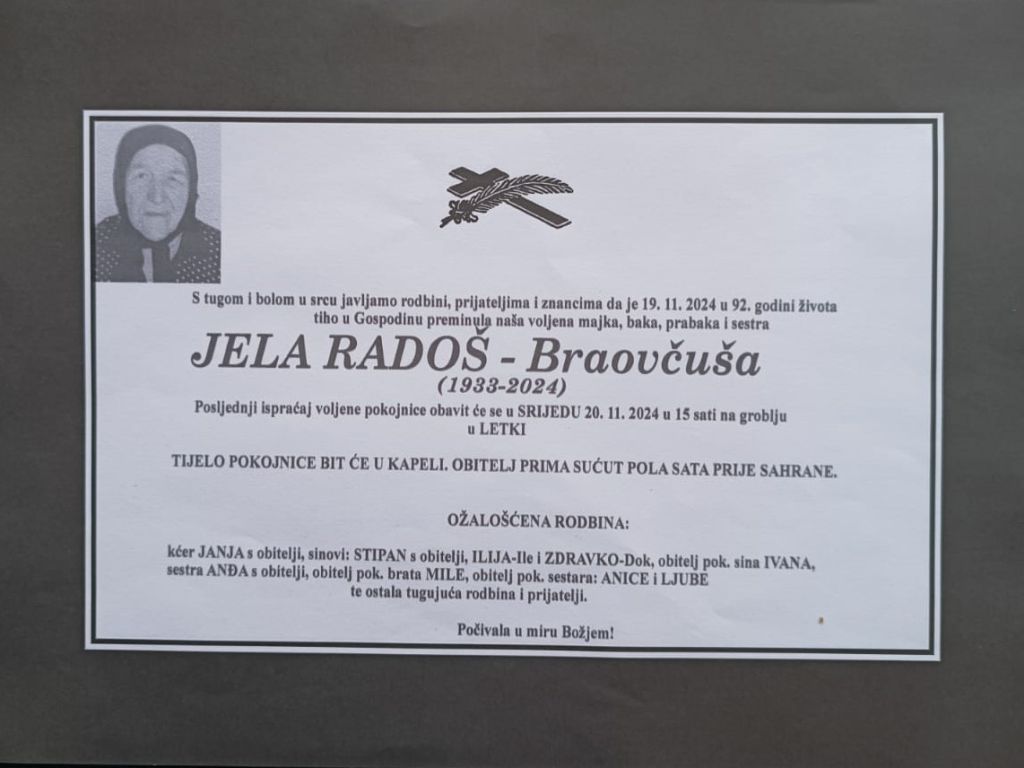 S tugom i bolom u srcu javljamo rodbini, prijateljima i znancima da je 19. 11. 2024 u 92. godini života
tiho u Gospodinu preminula naša voljena majka, baka, prabaka i sestra
JELA RADOŠ - Braovčuša
(1933-2024)
Posljednji ispraćaj voljene pokojnice obavit će se u SRIJEDU 20. 11. 2024 u 15 sati na groblju
u LETKI
TIJELO POKOJNICE BIT ĆE U KAPELI. OBITELJ PRIMA SUĆUT POLA SATA PRIJE SAHRANE.
OŽALOŠĆENA RODBINA:
kćer JANJA s obitelji, sinovi: STIPAN s obitelji, ILIJA-Ile i ZDRAVKO-Dok, obitelj pok. sina IVANA,
sestra ANĐA s obitelji, obitelj pok. brata MILE, obitelj pok. sestara: ANICE i LJUBE
te ostala tugujuća rodbina i prijatelji.
Počivala u miru Božjem!